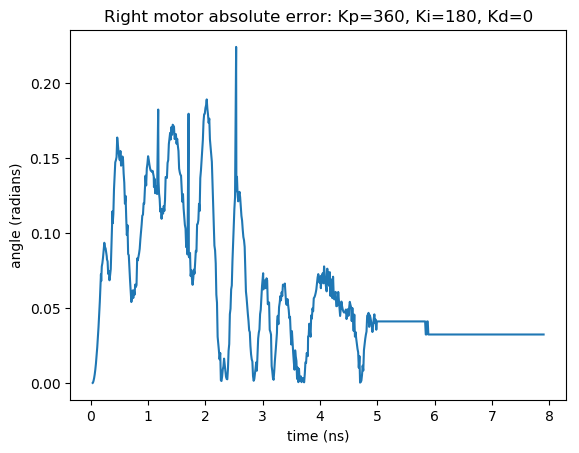 Right motor absolute error: Kp=360, Ki=180, Kd=0
angle (radians)
0.20
0.15
0.10
0.05
0.00
0 1 2 3 4 5 6 7 8
time (ns)